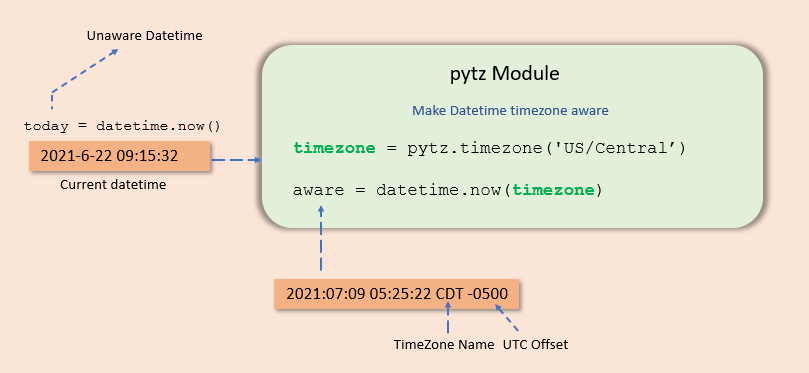 Unaware Datetime
today = datetime.now()
2021-6-22 09:15:32
Current datetime
pytz Module
Make Datetime timezone aware
timezone = pytz.timezone('US/Central’)
aware = datetime.now(timezone)
2021:07:09 05:25:22 CDT -0500
TimeZone Name UTC Offset